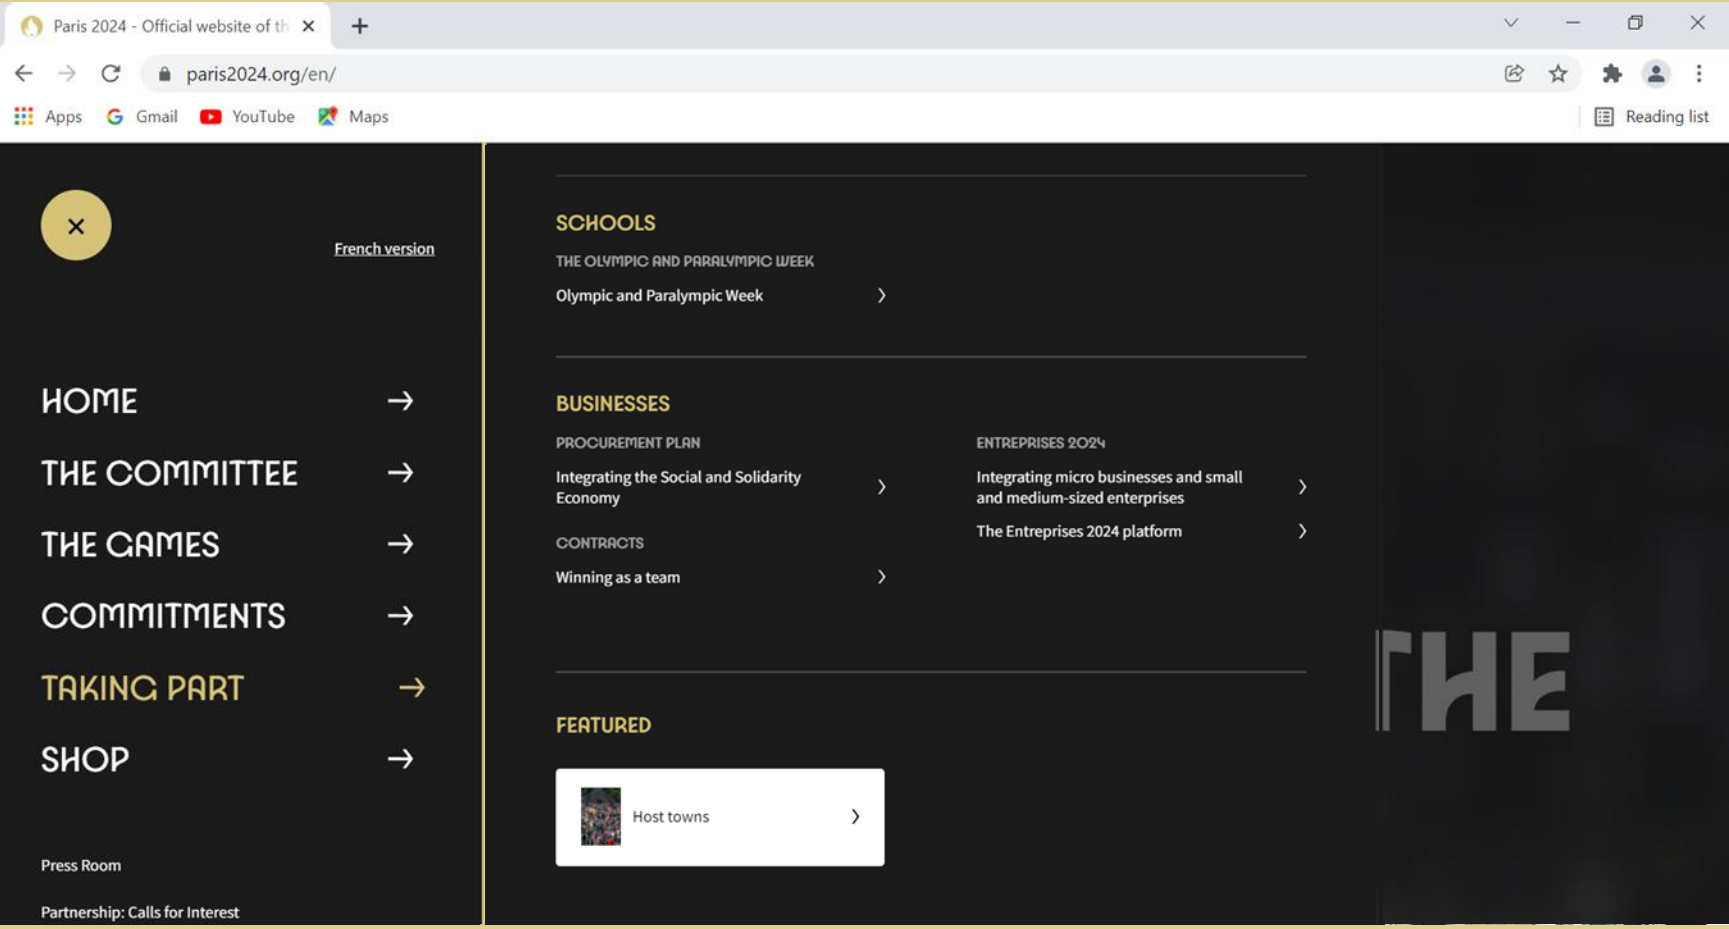 Paris 2024 - Official website of th
paris2024.org/en/
Apps
Gmail
YouTube
Maps
Reading list
French version
HOME
THE COMMITTEE
THE GAMES
COMMITMENTS
TAKING PART
SHOP
Press Room
Partnership: Calls for Interest
SCHOOLS
THE OLYMPIC AND PARALYMPIC WEEK
Olympic and Paralympic Week
BUSINESSES
PROCUREMENT PLAN
Integrating the Social and Solidarity
Economy
CONTRACTS
Winning as a team
ENTREPRISES 2024
Integrating micro businesses and small
and medium-sized enterprises
The Entreprises 2024 platform
FEATURED
Host towns
THE